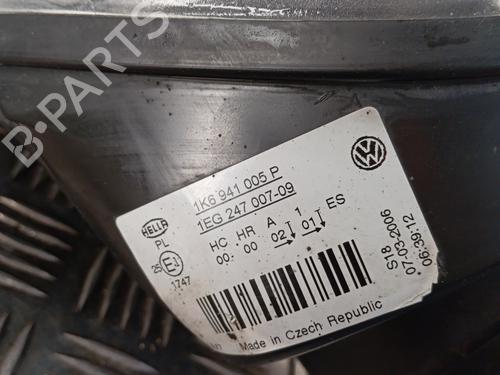 B-PARTS
1K6 941 005 P
1EG 247 007-09
HELLA
PL
HC HR A 1 ES
00. 00 02 01
25 E1
1747
S18
07-03-2006
06:39:12
Made in Czech Republic